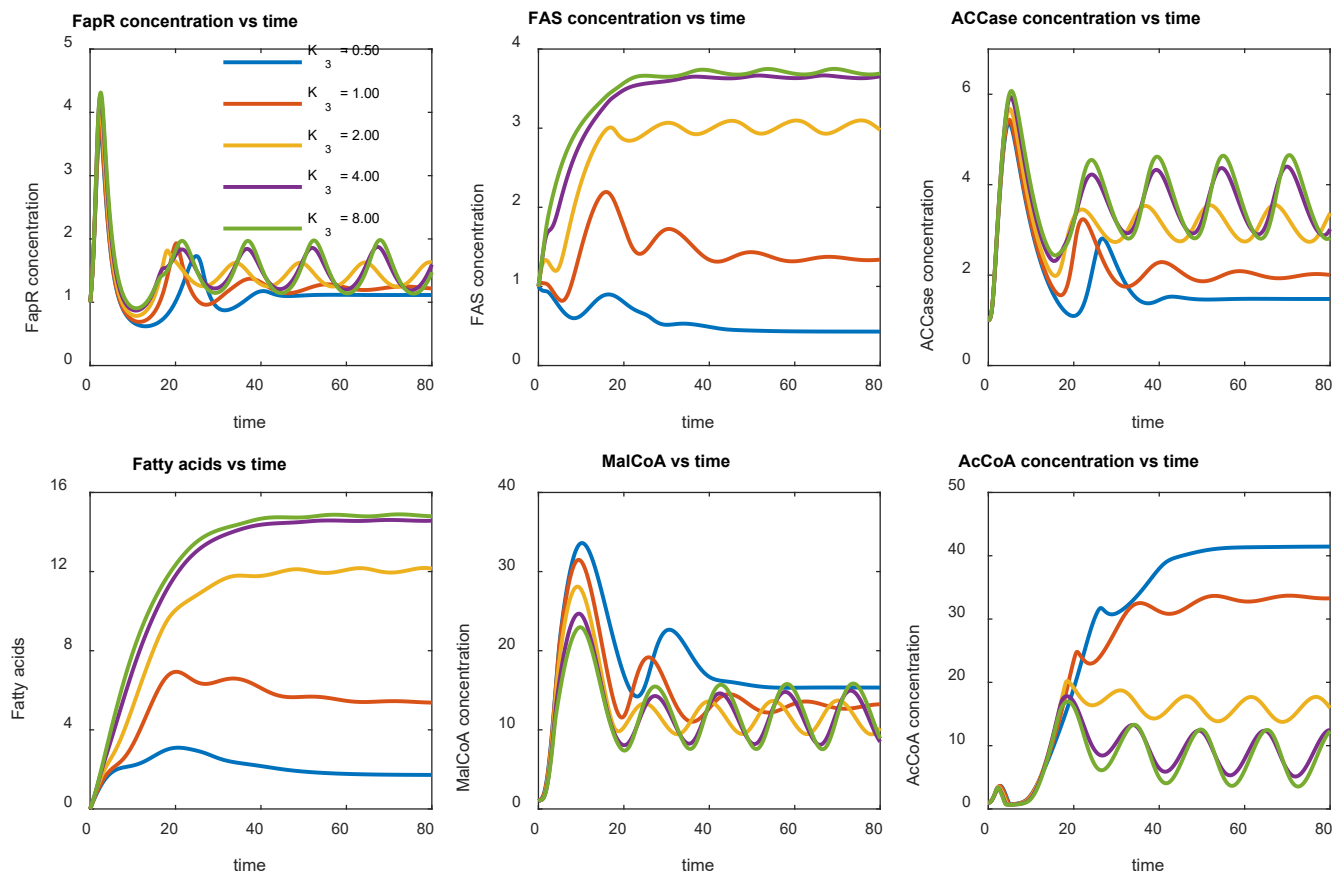 FapR concentration vs time
5
4
3
2
1
0
0 20 40 60 80
time
FapR concentration
K 3 = 0.50
K 3 = 1.00
K 3 = 2.00
K 3 = 4.00
K 3 = 8.00
FAS concentration vs time
4
3
2
1
0
0 20 40 60 80
time
FAS concentration
ACCase concentration vs time
6
4
2
0
0 20 40 60 80
time
ACCase concentration
Fatty acids vs time
16
12
8
4
0
0 20 40 60 80
time
Fatty acids
MalCoA vs time
40
30
20
10
0
0 20 40 60 80
time
MalCoA concentration
AcCoA concentration vs time
50
40
30
20
10
0
0 20 40 60 80
time
AcCoA concentration